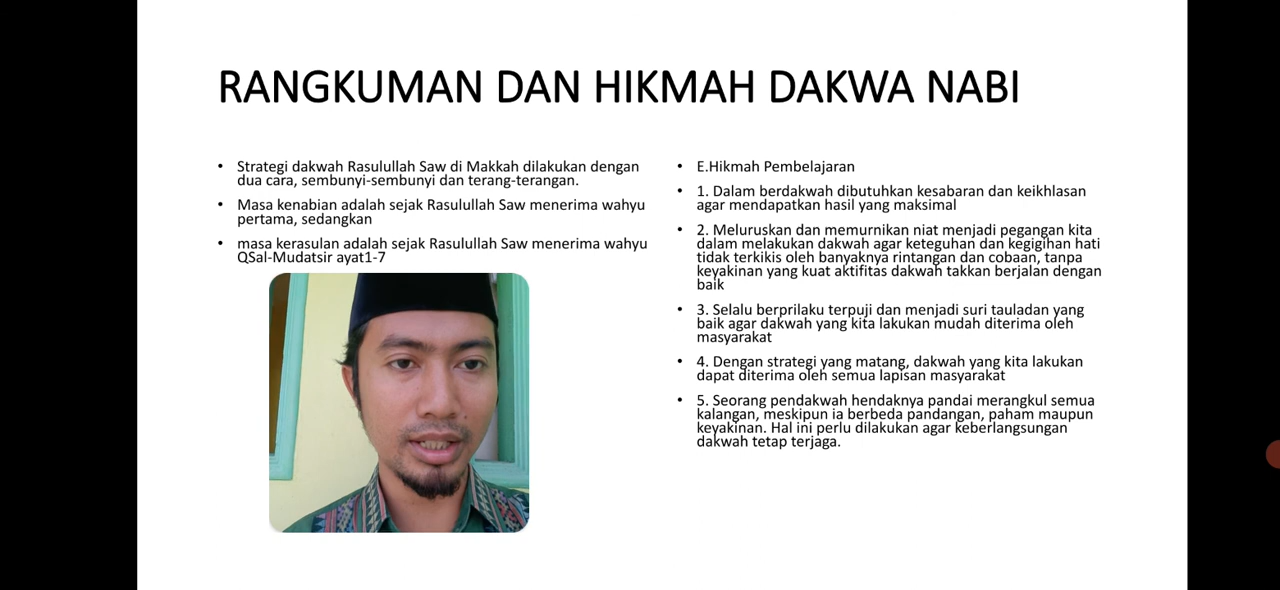 RANGKUMAN DAN HIKMAH DAKWA NABI
• Strategi dakwah Rasulullah Saw di Makkah dilakukan dengan
dua cara, sembunyi-sembunyi dan terang-terangan.
• Masa kenabian adalah sejak Rasulullah Saw menerima wahyu
pertama, sedangkan
• masa kerasulan adalah sejak Rasulullah Saw menerima wahyu
QSal-Mudatsir ayat1-7
• E.Hikmah Pembelajaran
• 1. Dalam berdakwah dibutuhkan kesabaran dan keikhlasan
agar mendapatkan hasil yang maksimal
• 2. Meluruskan dan memurnikan niat menjadi pegangan kita
dalam melakukan dakwah agar keteguhan dan kegigihan hati
tidak terkikis oleh banyaknya rintangan dan cobaan, tanpa
keyakinan yang kuat aktifitas dakwah takkan berjalan dengan
baik
• 3. Selalu berprilaku terpuji dan menjadi suri tauladan yang
baik agar dakwah yang kita lakukan mudah diterima oleh
masyarakat
• 4. Dengan strategi yang matang, dakwah yang kita lakukan
dapat diterima oleh semua lapisan masyarakat
• 5. Seorang pendakwah hendaknya pandai merangkul semua
kalangan, meskipun ia berbeda pandangan, paham maupun
keyakinan. Hal ini perlu dilakukan agar keberlangsungan
dakwah tetap terjaga.